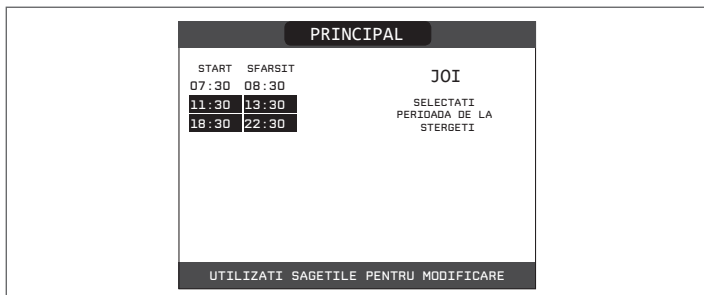 PRINCIPAL
START SFARSIT
07:30 08:30
11:30 13:30
18:30 22:30
JOI
SELECTATI
PERIOADA DE LA
STERGETI
UTILIZATI SAGETILE PENTRU MODIFICARE